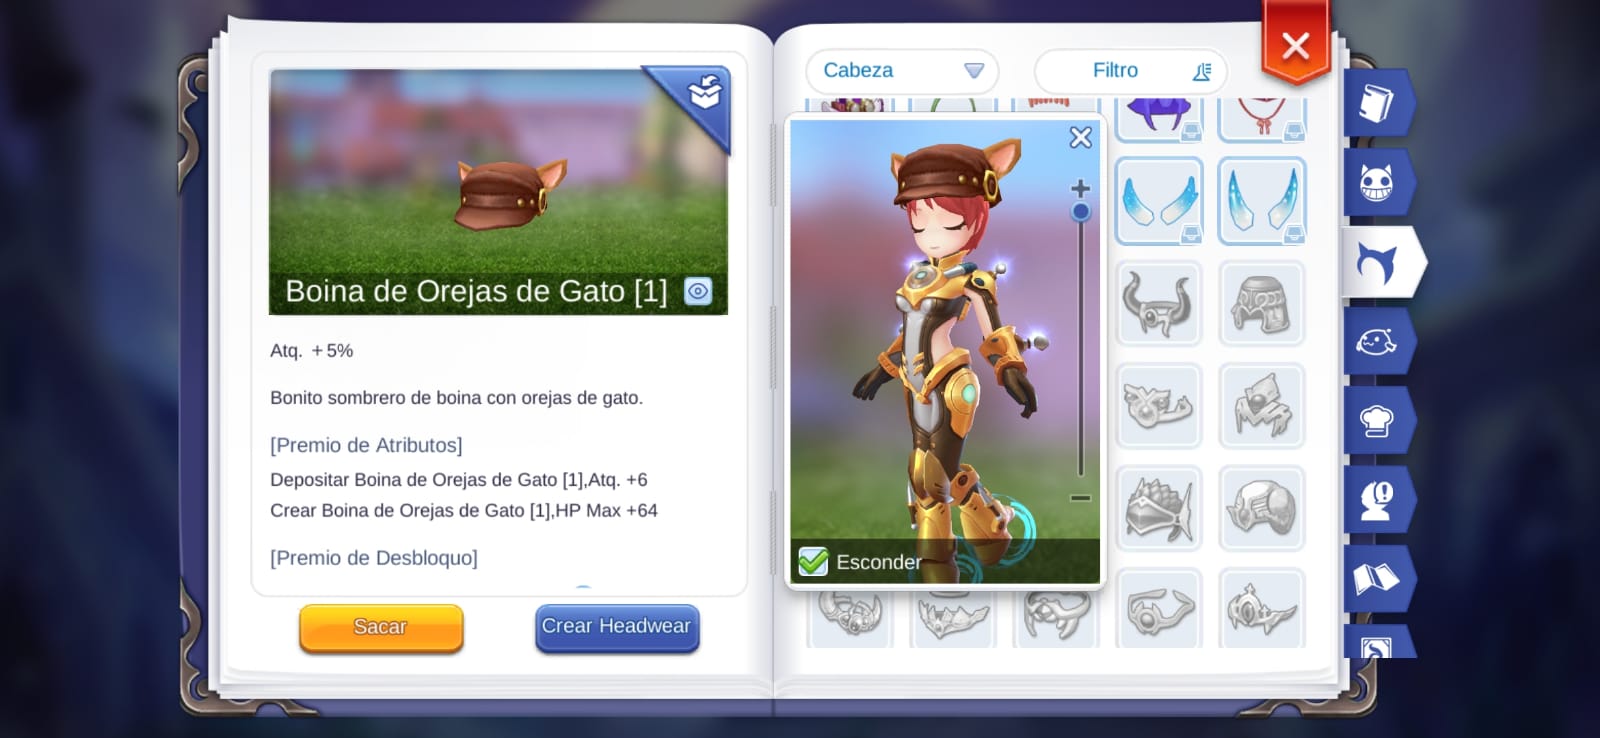 Boina de Orejas de Gato [1]
Atq. +5%
Bonito sombrero de boina con orejas de gato.
[Premio de Atributos]
Depositar Boina de Orejas de Gato [1],Atq. +6
Crear Boina de Orejas de Gato [1],HP Max +64
[Premio de Desbloquo]
Sacar
Crear Headwear
Cabeza
Filtro
Esconder